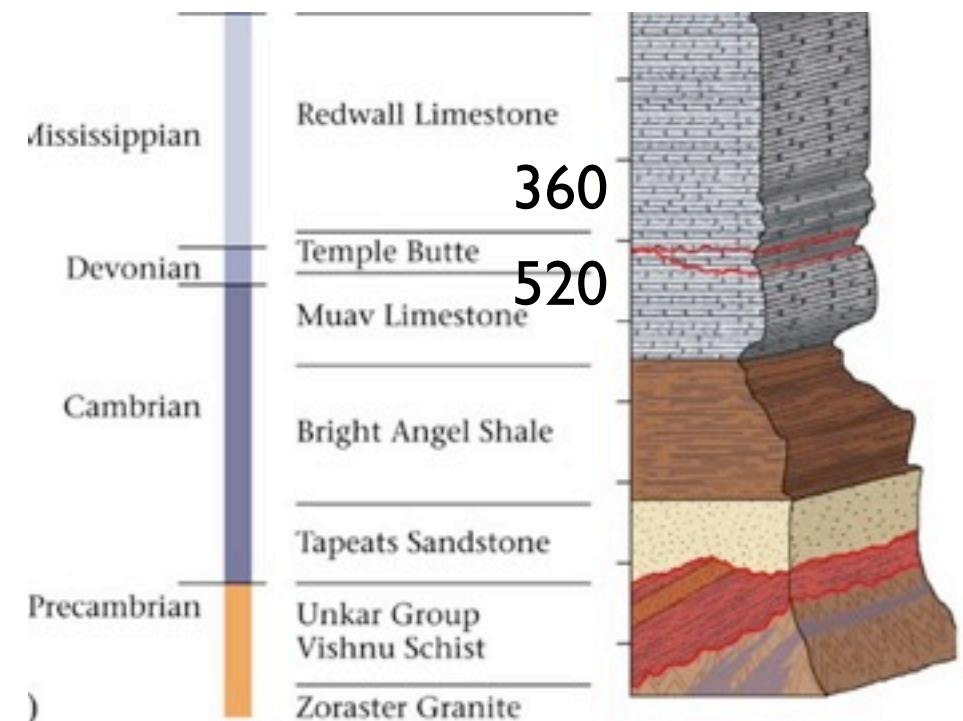 Mississippian
Redwall Limestone
360
Temple Butte
Devonian
520
Muav Limestone
Cambrian
Bright Angel Shale
Tapeats Sandstone
Precambrian
Unkar Group
Vishnu Schist
)
Zoraster Granite